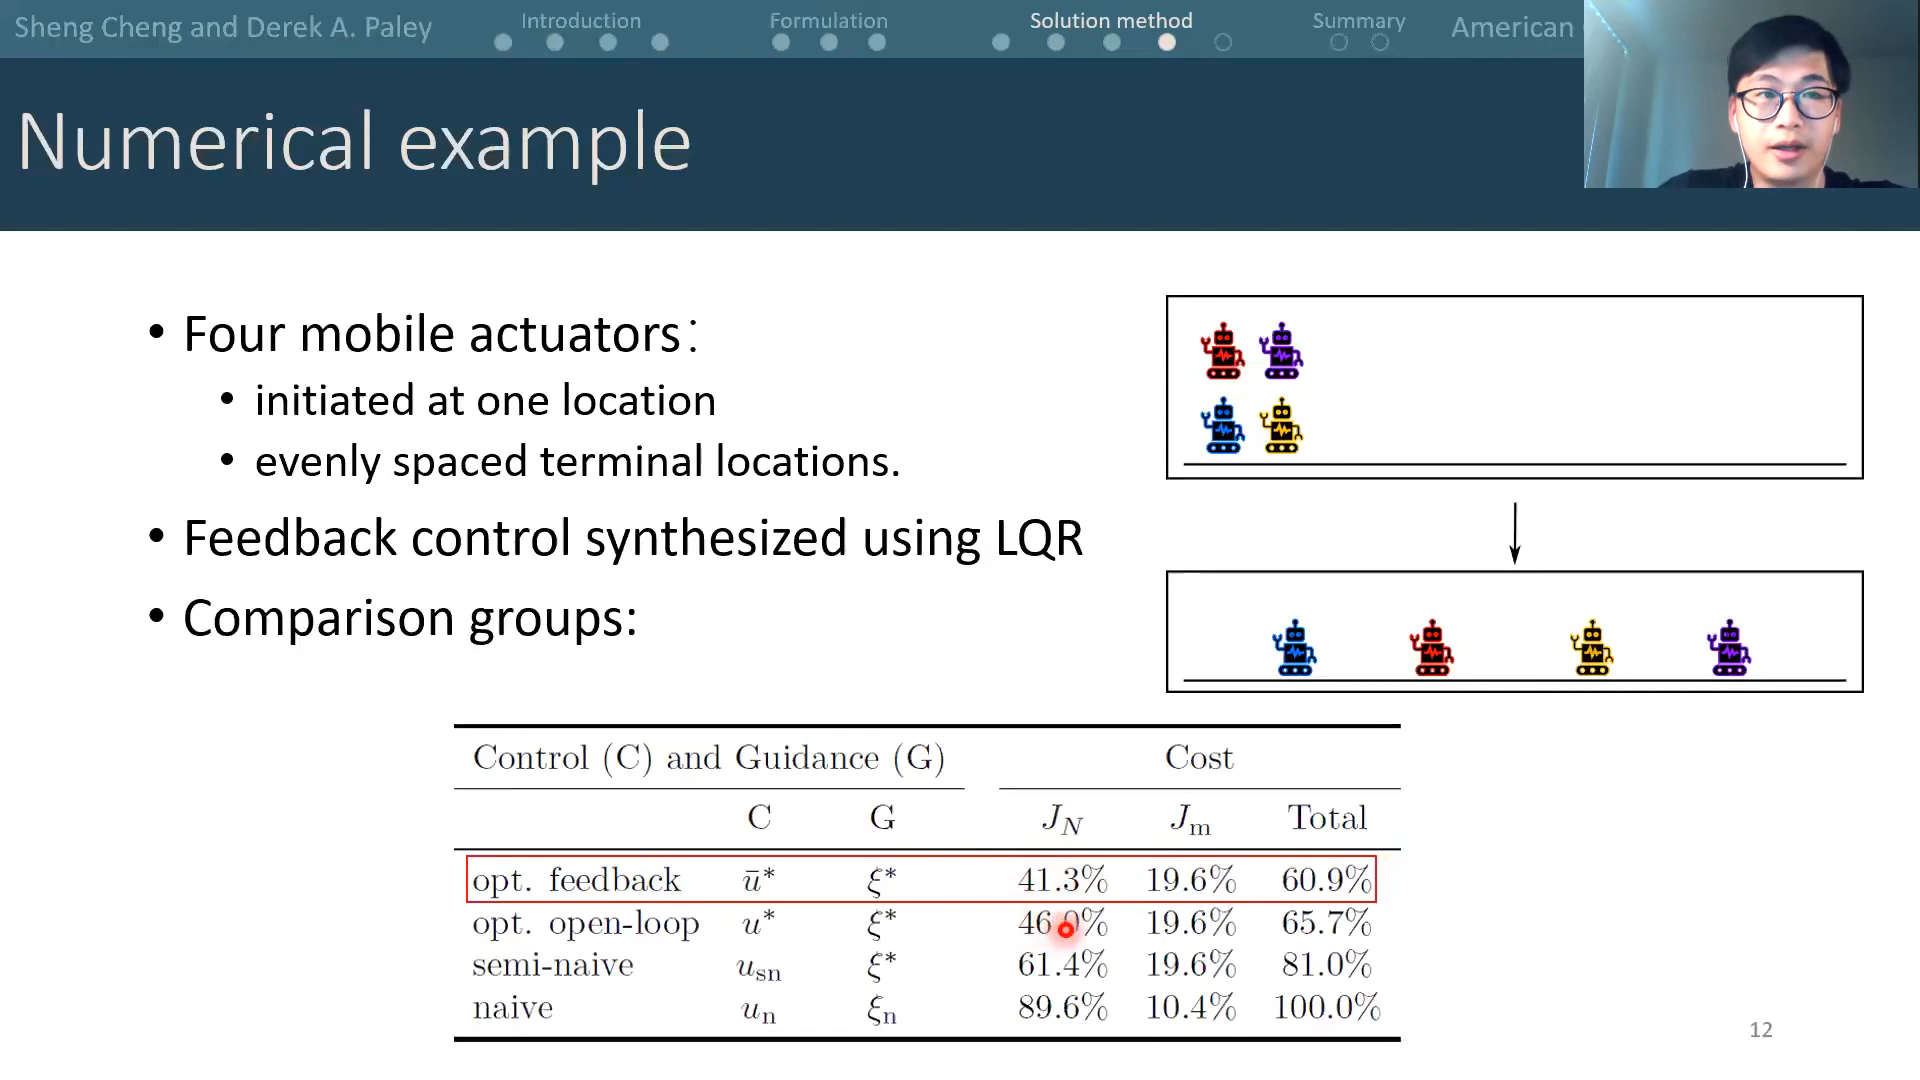 Sheng Cheng and Derek A. Paley
Introduction
Formulation
Solution method
Summary
American
Numerical example
• Four mobile actuators：
• initiated at one location
• evenly spaced terminal locations.
• Feedback control synthesized using LQR
• Comparison groups:
Control (C) and Guidance (G) Cost
C G J_N J_m Total
opt. feedback ū* ξ* 41.3% 19.6% 60.9%
opt. open-loop u* ξ* 46.0% 19.6% 65.7%
semi-naive u_sn ξ* 61.4% 19.6% 81.0%
naive u_n ξ_n 89.6% 10.4% 100.0%
12